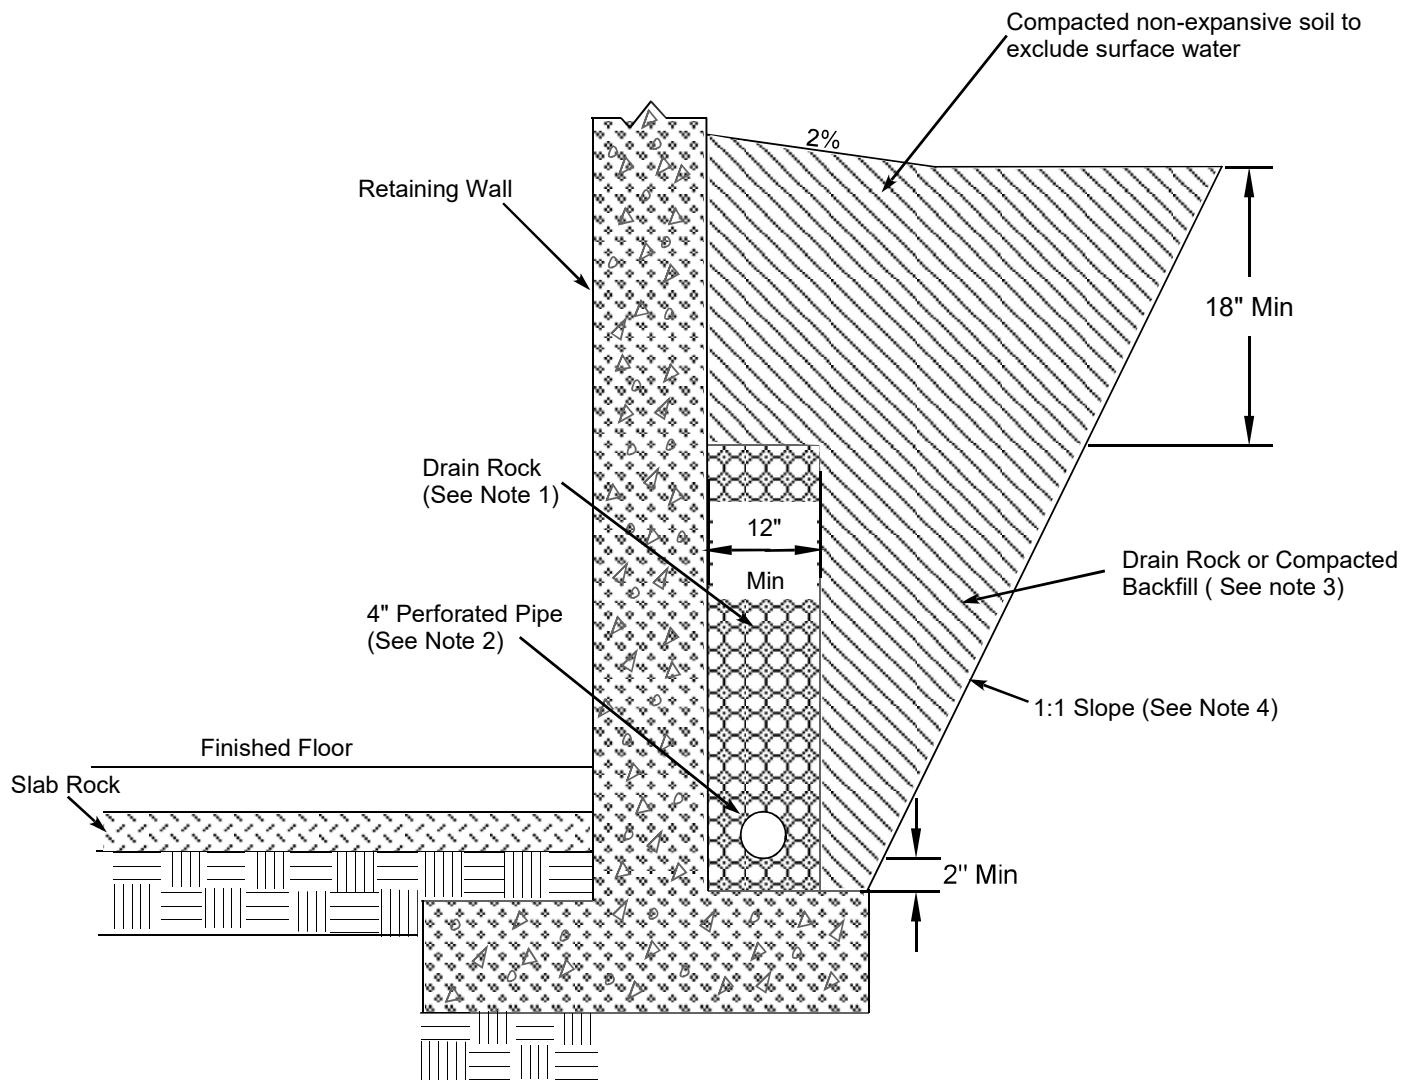 Compacted non-expansive soil to
exclude surface water
2%
Retaining Wall
18" Min
Drain Rock
(See Note 1)
12"
Min
Drain Rock or Compacted
Backfill ( See note 3)
4" Perforated Pipe
(See Note 2)
1:1 Slope (See Note 4)
Finished Floor
Slab Rock
2" Min